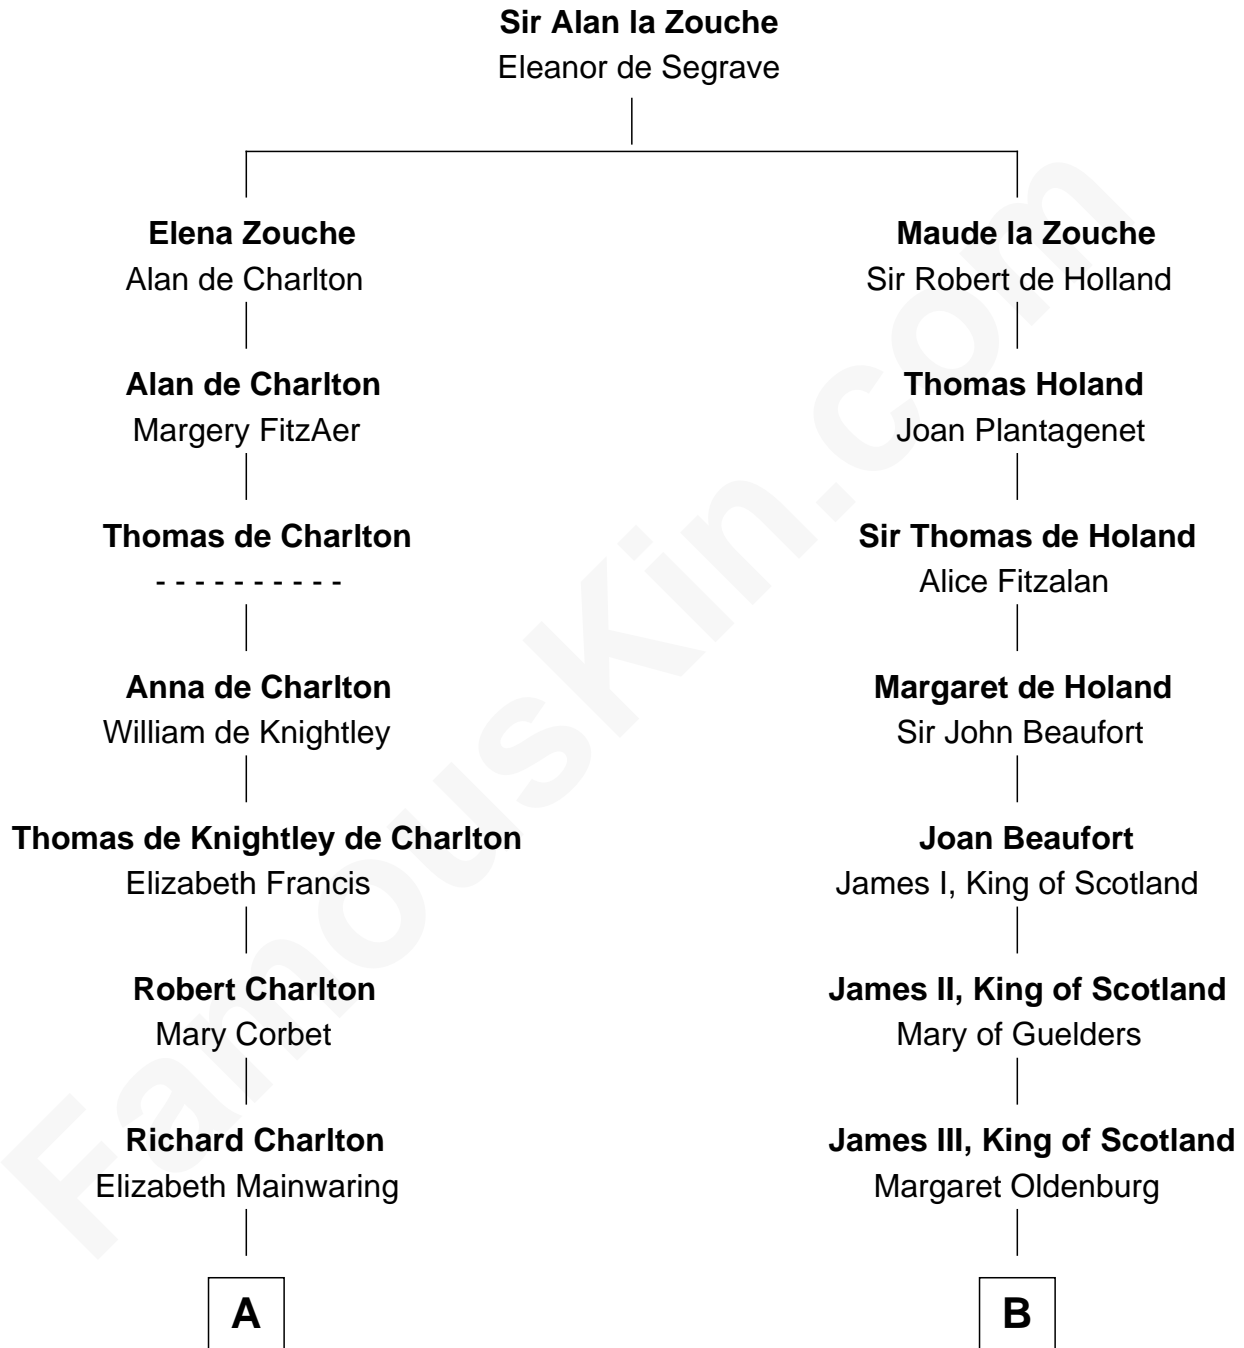 Sir Alan la Zouche
Eleanor de Segrave
Elena Zouche
Alan de Charlton
Maude la Zouche
Sir Robert de Holland
Alan de Charlton
Margery FitzAer
Thomas Holand
Joan Plantagenet
Thomas de Charlton
- - - - - - - - - -
Sir Thomas de Holand
Alice Fitzalan
Anna de Charlton
William de Knightley
Margaret de Holand
Sir John Beaufort
Thomas de Knightley de Charlton
Elizabeth Francis
Joan Beaufort
James I, King of Scotland
Robert Charlton
Mary Corbet
James II, King of Scotland
Mary of Guelders
Richard Charlton
Elizabeth Mainwaring
James III, King of Scotland
Margaret Oldenburg
A
B
FamousKin.com